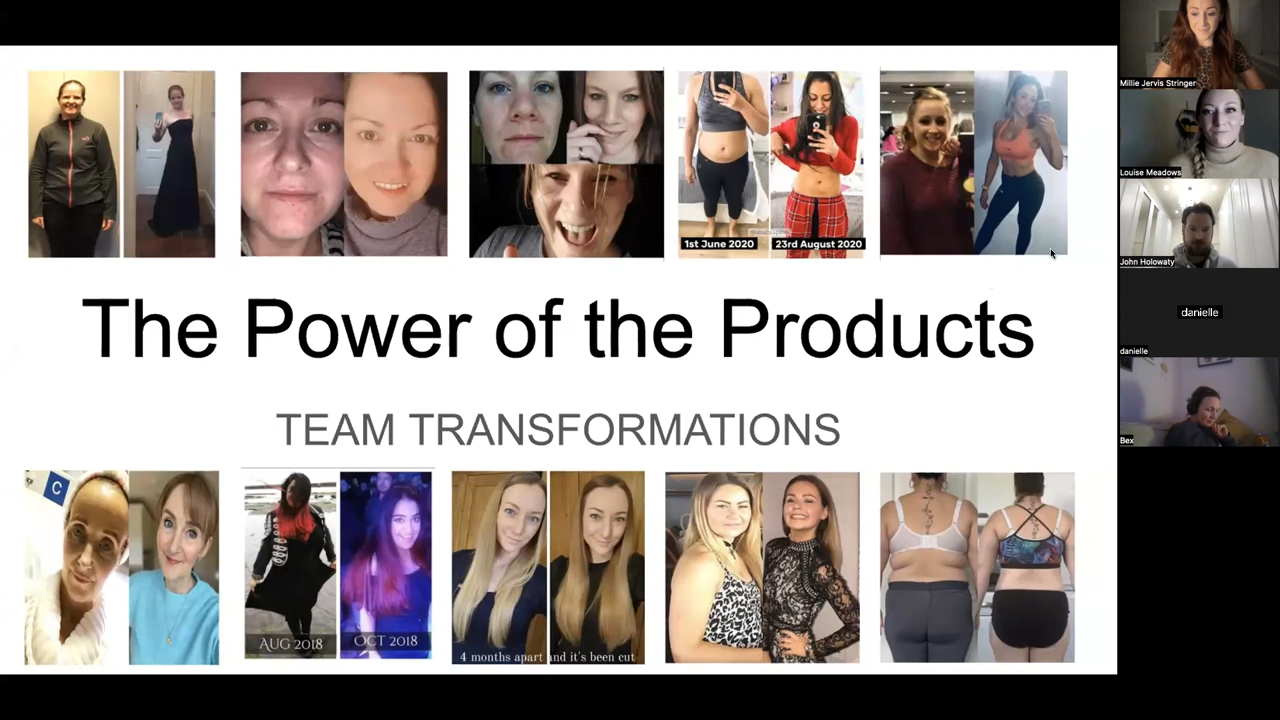 Millie Jervis Stringer
Louise Meadows
John Holowaty
danielle
danielle
Bex
1st June 2020
23rd August 2020
The Power of the Products
TEAM TRANSFORMATIONS
C
AUG 2018
OCT 2018
4 months apart and it's been cut